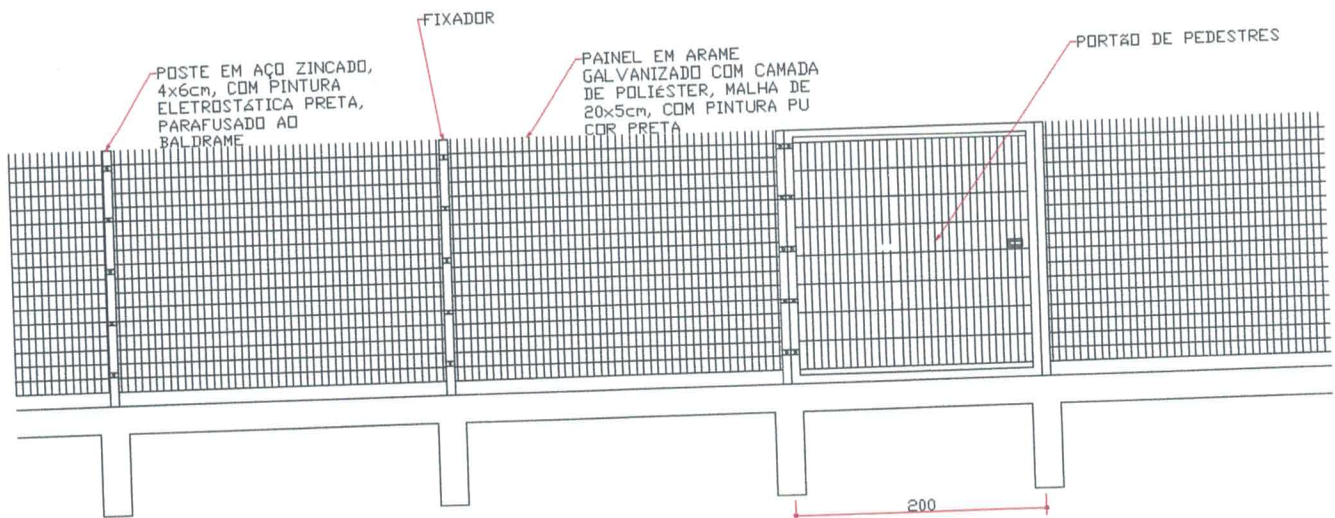 FIXADOR
POSTE EM AÇO ZINCADO,
4x6cm, COM PINTURA
ELETROSTÁTICA PRETA,
PARAFUSADO AO
BALDRAME
PAINEL EM ARAME
GALVANIZADO COM CAMADA
DE POLIÉSTER, MALHA DE
20x5cm, COM PINTURA PU
COR PRETA
PORTÃO DE PEDESTRES
200